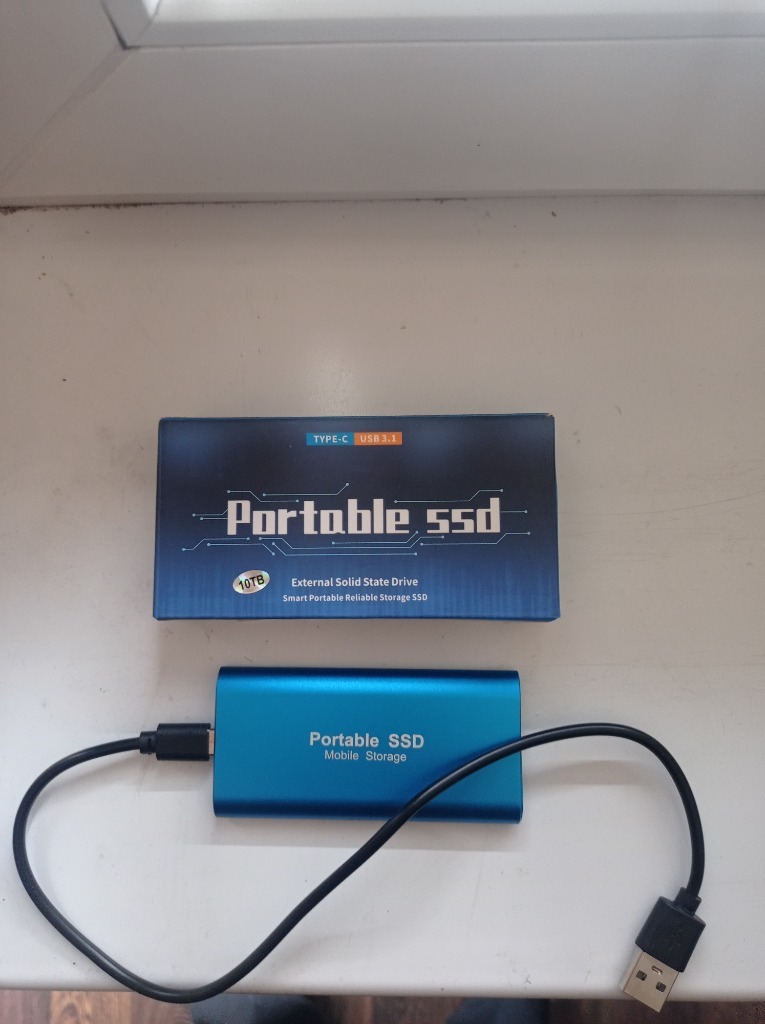 TYPE-C USB 3.1
Portable ssd
10TB
External Solid State Drive
Smart Portable Reliable Storage SSD
Portable SSD
Mobile Storage